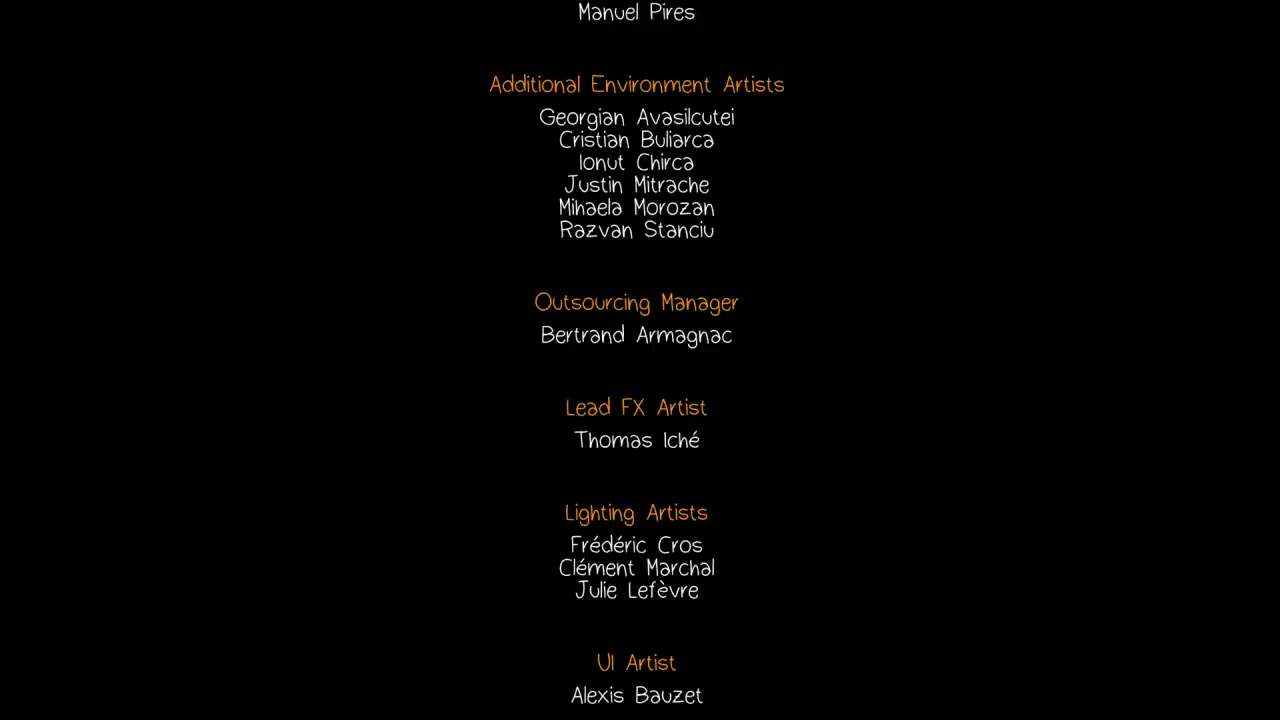 Manuel Pires
Additional Environment Artists
Georgian Avasilcutei
Cristian Buliarca
Ionut Chirca
Justin Mitrache
Mihaela Morozan
Razvan Stanciu
Outsourcing Manager
Bertrand Armagnac
Lead FX Artist
Thomas Iché
Lighting Artists
Frédéric Cros
Clément Marchal
Julie Lefèvre
UI Artist
Alexis Bauzet